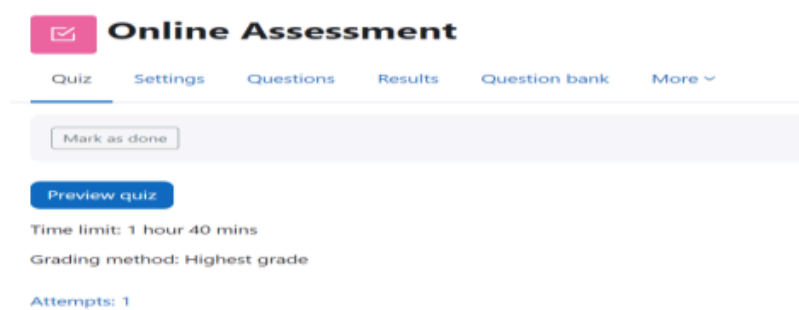 Online Assessment
Quiz Settings Questions Results Question bank More
Mark as done
Preview quiz
Time limit: 1 hour 40 mins
Grading method: Highest grade
Attempts: 1